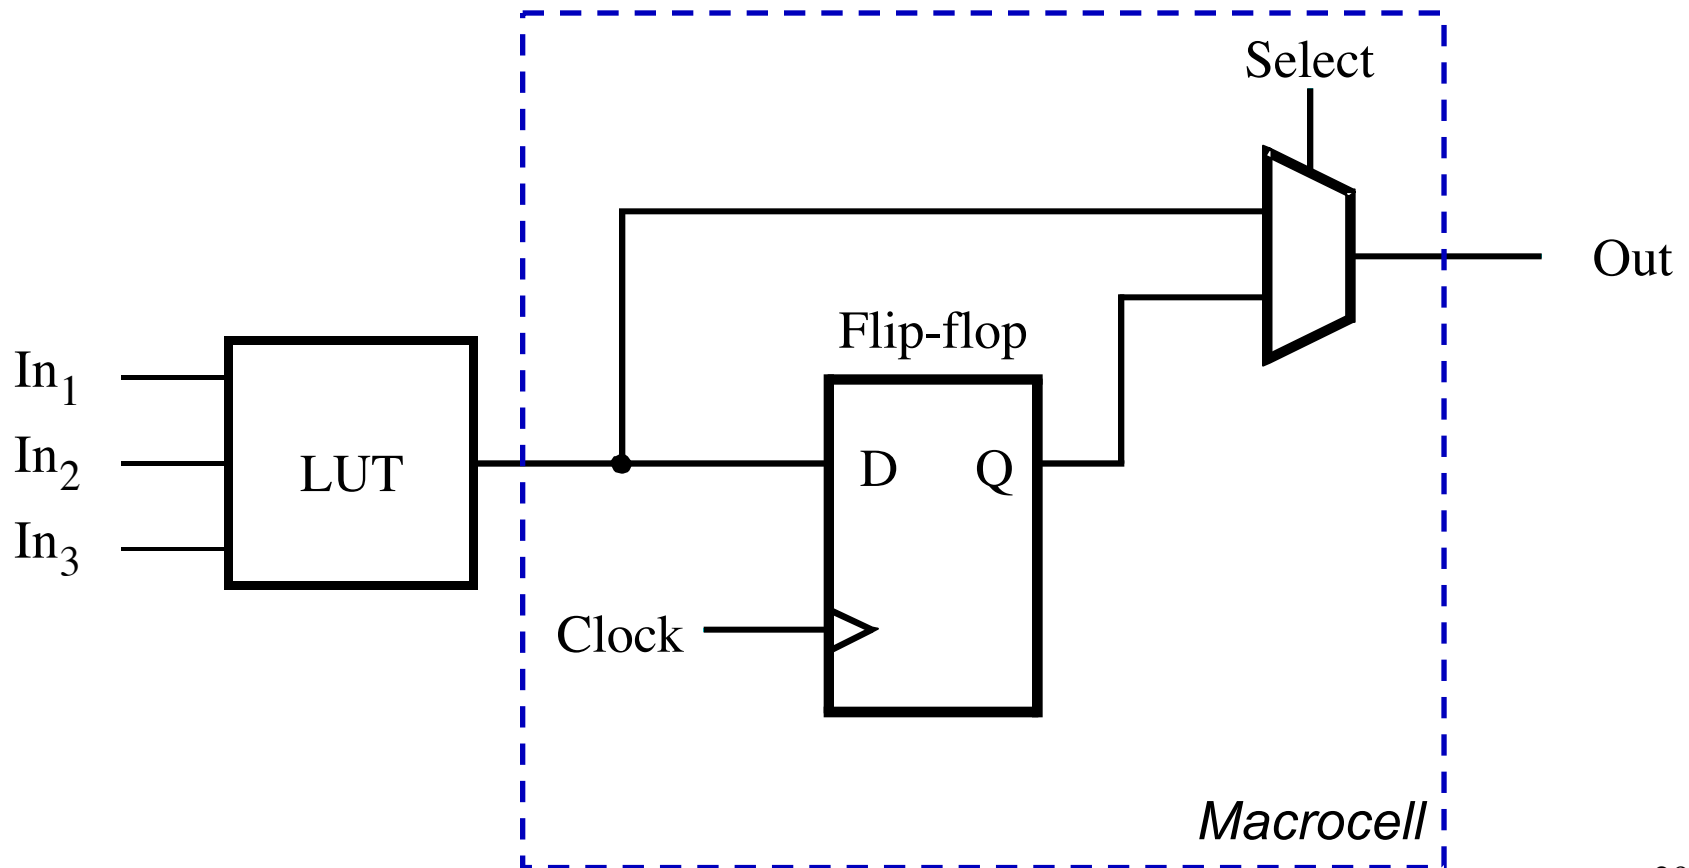 Select
Out
Flip-flop
In1
In2
In3
LUT
D
Q
Clock
Macrocell